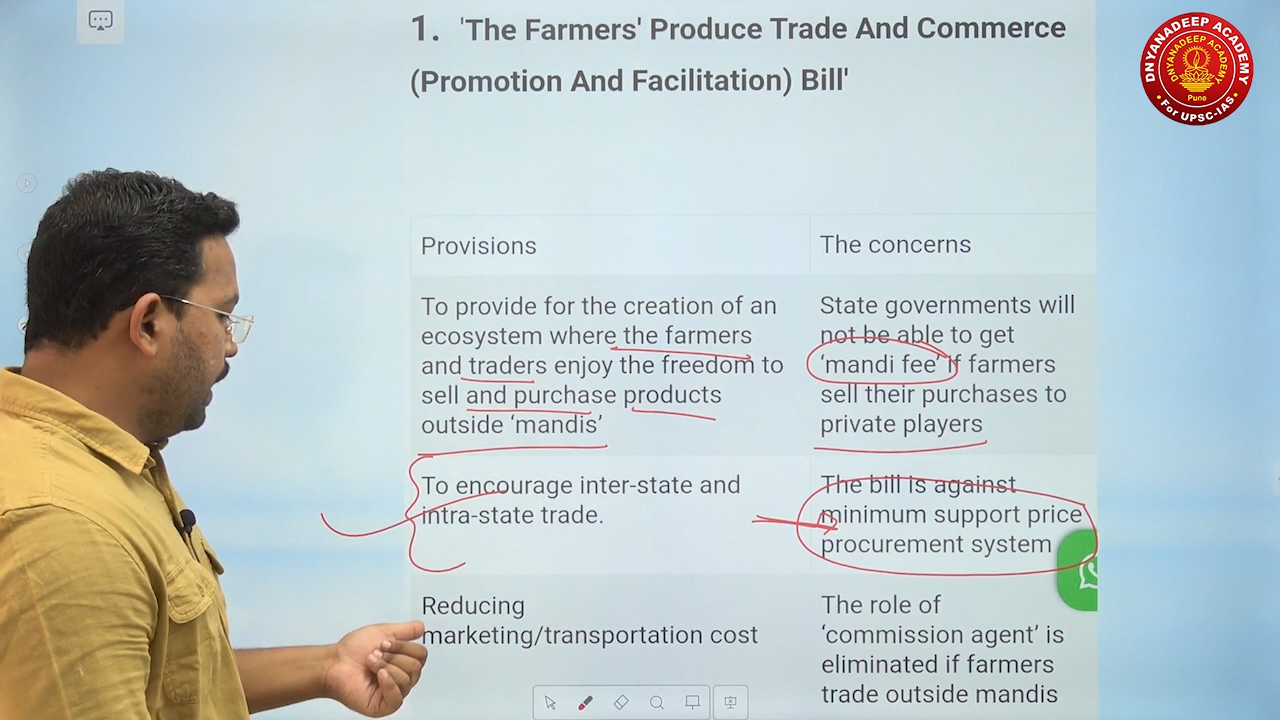 1. 'The Farmers' Produce Trade And Commerce
(Promotion And Facilitation) Bill'
DNYANADEEP ACADEMY
DNYANADEEP ACADEMY
Pune
• For UPSC-IAS •
Provisions
The concerns
To provide for the creation of an
ecosystem where the farmers
and traders enjoy the freedom to
sell and purchase products
outside ‘mandis’
State governments will
not be able to get
‘mandi fee’ if farmers
sell their purchases to
private players
To encourage inter-state and
intra-state trade.
The bill is against
minimum support price
procurement system
Reducing
marketing/transportation cost
The role of
‘commission agent’ is
eliminated if farmers
trade outside mandis